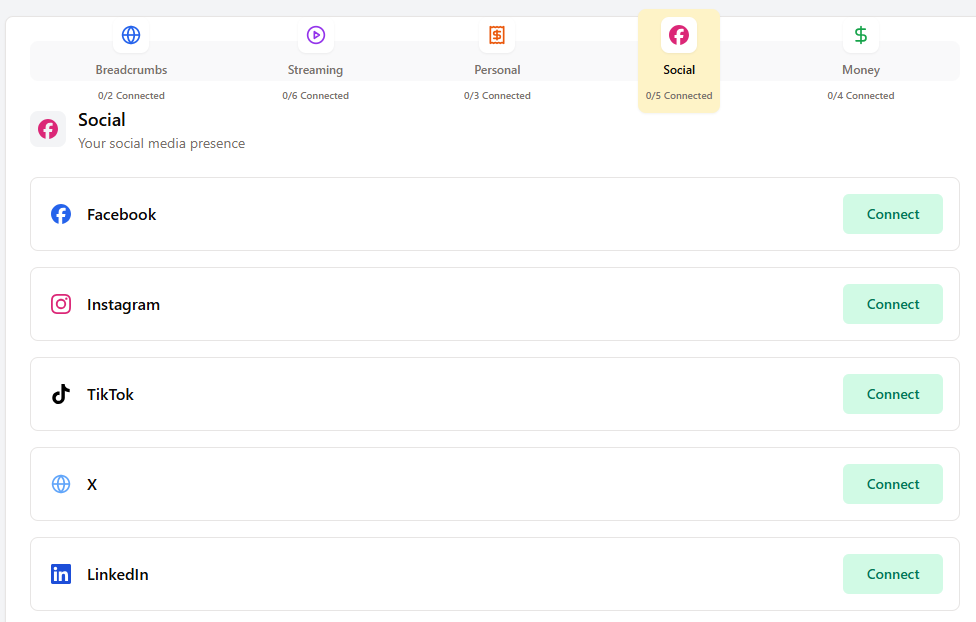 Breadcrumbs Streaming Personal Social Money
0/2 Connected 0/6 Connected 0/3 Connected 0/5 Connected 0/4 Connected
Social
Your social media presence
Facebook Connect
Instagram Connect
TikTok Connect
X Connect
LinkedIn Connect